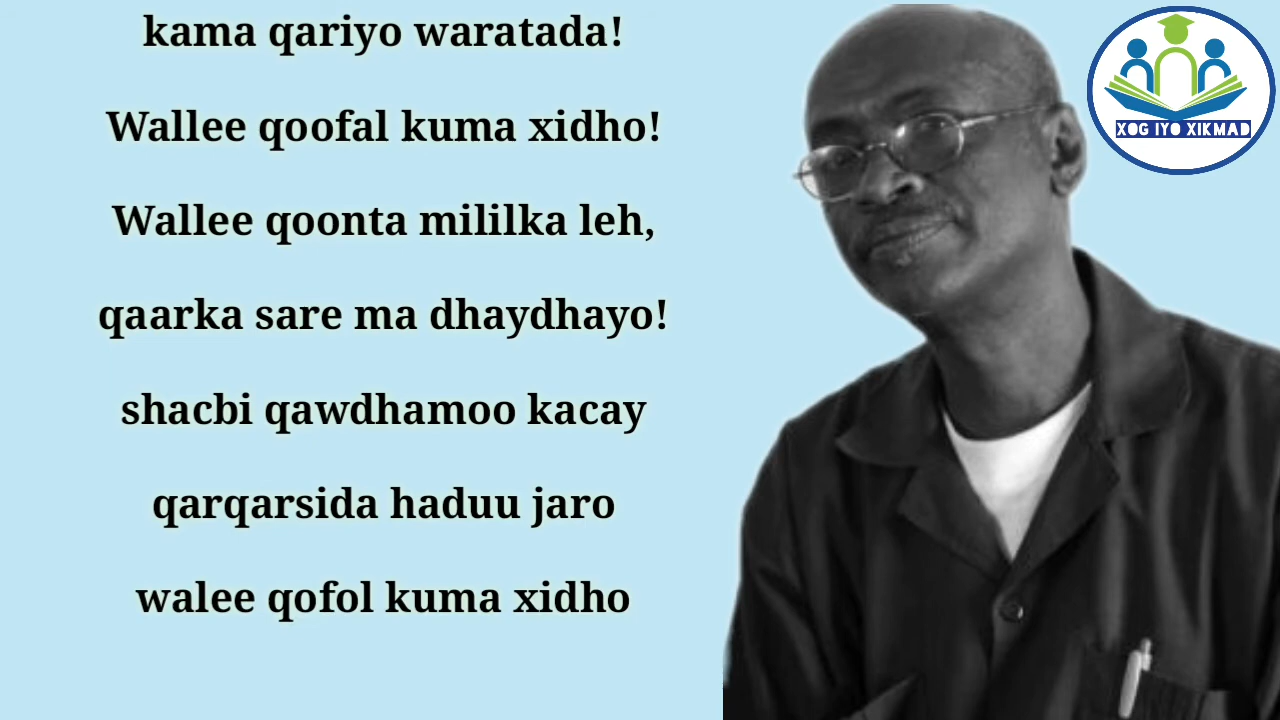 kama qariyo waratada!
Wallee qoofal kuma xidho!
Wallee qoonta mililka leh,
qaarka sare ma dhaydhayo!
shacbi qawdhamoo kacay
qarqarsida haduu jaro
walee qofol kuma xidho
XOG IYO XIKMAD